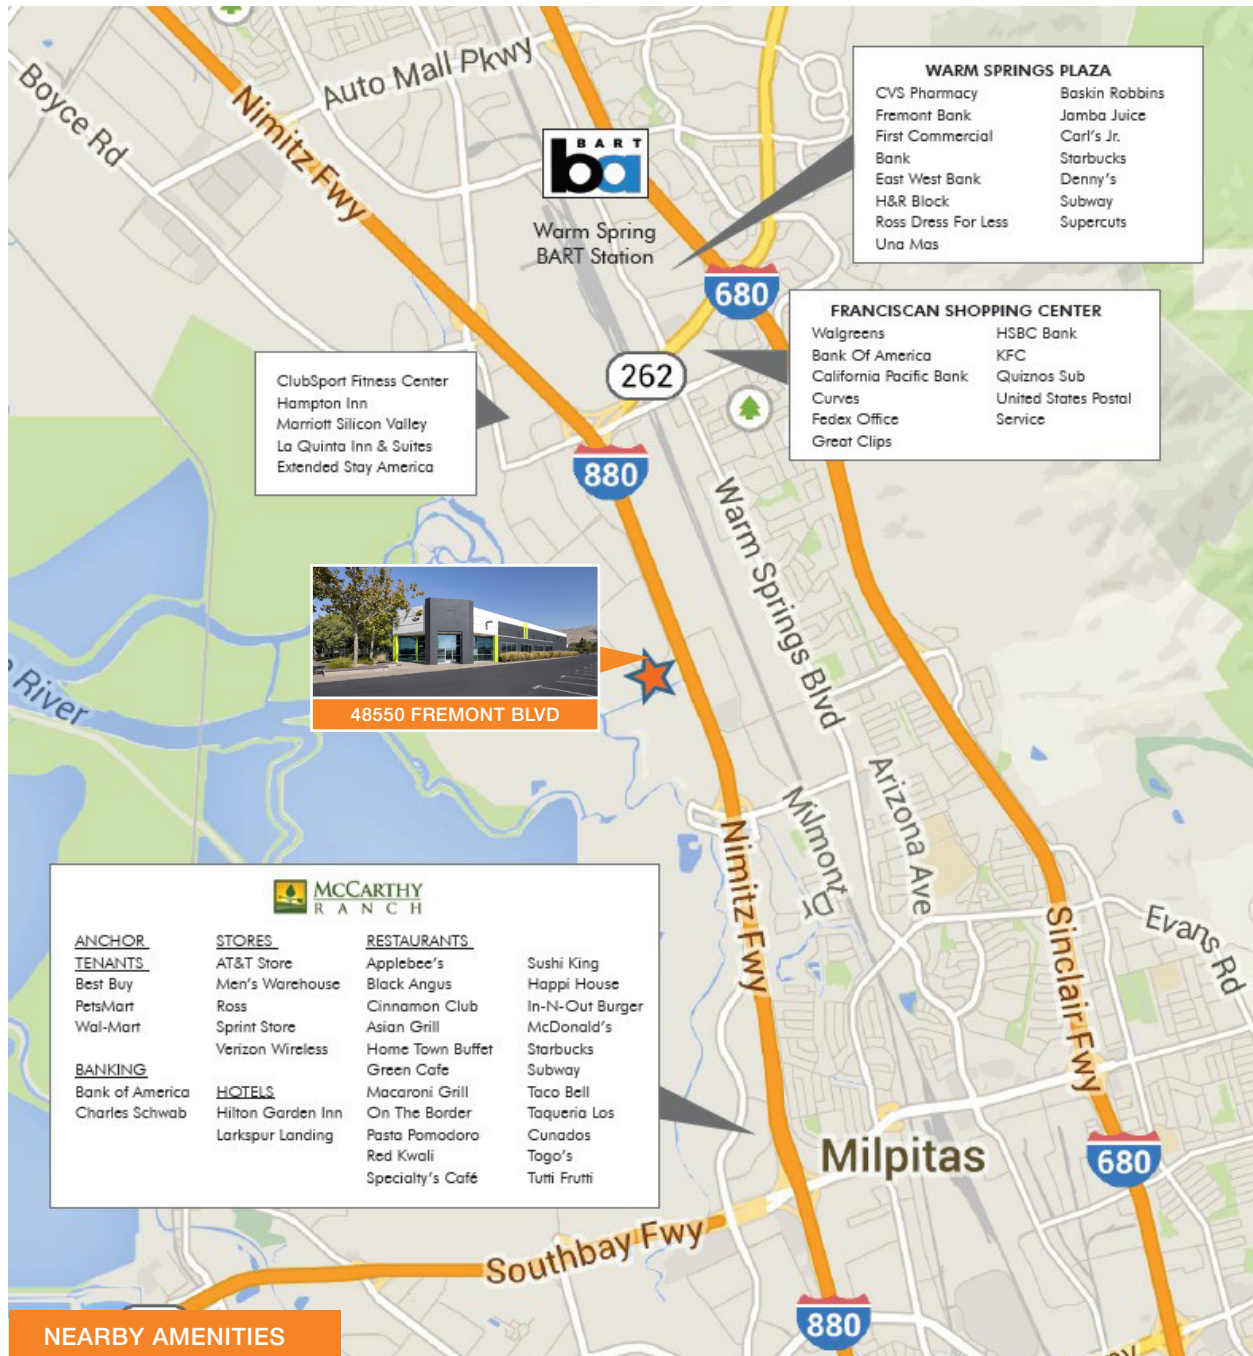 Auto Mall Pkwy
Boyce Rd
Nimitz Fwy
BART
ba
Warm Spring
BART Station
WARM SPRINGS PLAZA
CVS Pharmacy
Fremont Bank
First Commercial
Bank
East West Bank
H&R Block
Ross Dress For Less
Una Mas
Baskin Robbins
Jamba Juice
Carl's Jr.
Starbucks
Denny's
Subway
Supercuts
680
FRANCISCAN SHOPPING CENTER
Walgreens
Bank Of America
California Pacific Bank
Curves
Fedex Office
Great Clips
HSBC Bank
KFC
Quiznos Sub
United States Postal
Service
262
ClubSport Fitness Center
Hampton Inn
Marriott Silicon Valley
La Quinta Inn & Suites
Extended Stay America
880
Warm Springs Blvd
48550 FREMONT BLVD
River
Milmont D
Arizona Ave
Nimitz Fwy
Sinclair Fwy
Evans Rd
McCARTHY
RANCH
ANCHOR
TENANTS
Best Buy
PetsMart
Wal-Mart
BANKING
Bank of America
Charles Schwab
STORES
AT&T Store
Men's Warehouse
Ross
Sprint Store
Verizon Wireless
HOTELS
Hilton Garden Inn
Larkspur Landing
RESTAURANTS
Applebee's
Black Angus
Cinnamon Club
Asian Grill
Home Town Buffet
Green Cafe
Macaroni Grill
On The Border
Pasta Pomodoro
Red Kwali
Specialty's Café
Sushi King
Happi House
In-N-Out Burger
McDonald's
Starbucks
Subway
Taco Bell
Taqueria Los
Cunados
Togo's
Tutti Frutti
Milpitas
680
Southbay Fwy
880
NEARBY AMENITIES